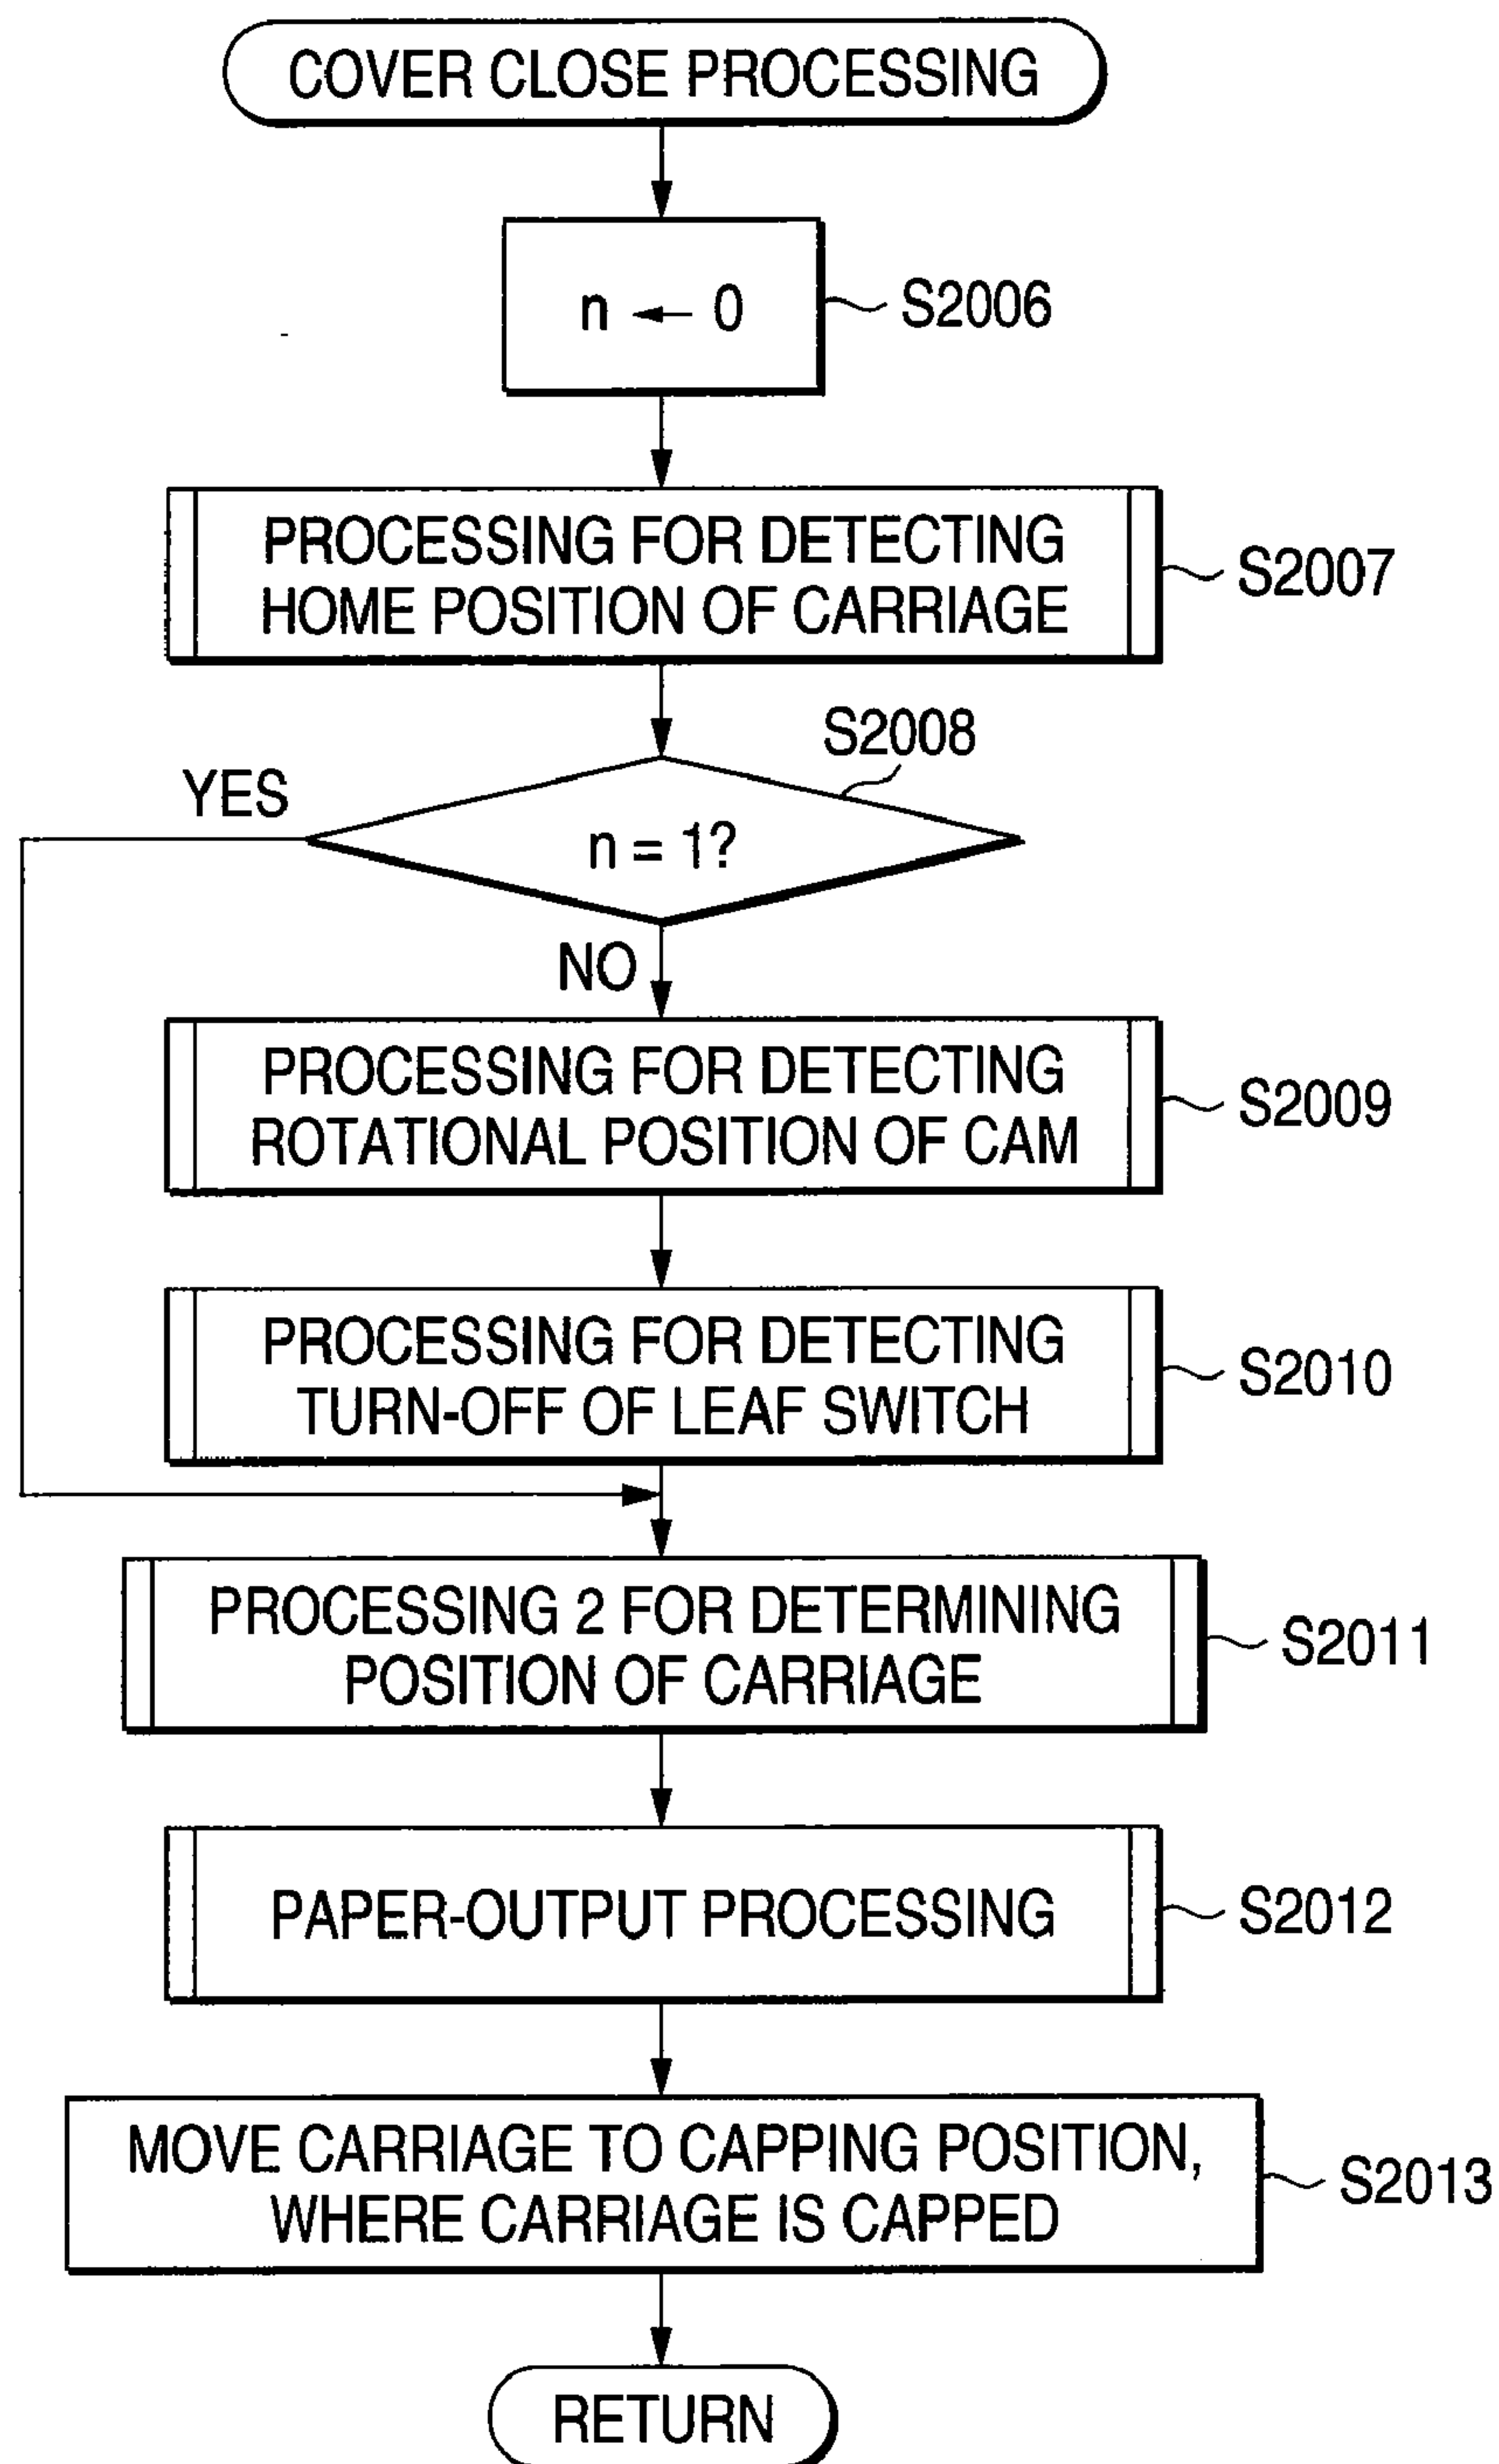 COVER CLOSE PROCESSING
n ← 0
S2006
PROCESSING FOR DETECTING
HOME POSITION OF CARRIAGE
S2007
S2008
YES
n = 1?
NO
PROCESSING FOR DETECTING
ROTATIONAL POSITION OF CAM
S2009
PROCESSING FOR DETECTING
TURN-OFF OF LEAF SWITCH
S2010
PROCESSING 2 FOR DETERMINING
POSITION OF CARRIAGE
S2011
PAPER-OUTPUT PROCESSING
S2012
MOVE CARRIAGE TO CAPPING POSITION,
WHERE CARRIAGE IS CAPPED
S2013
RETURN